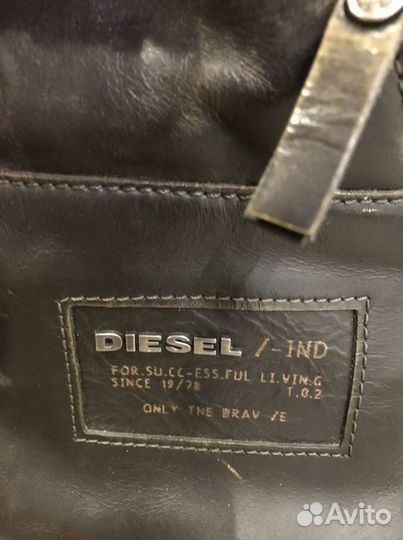 DIESEL /-IND
FOR.SU.CC-ESS.FUL LI.VIN.G
SINCE 19/78 T.0.2
ONLY THE BRAV-/E
Avito